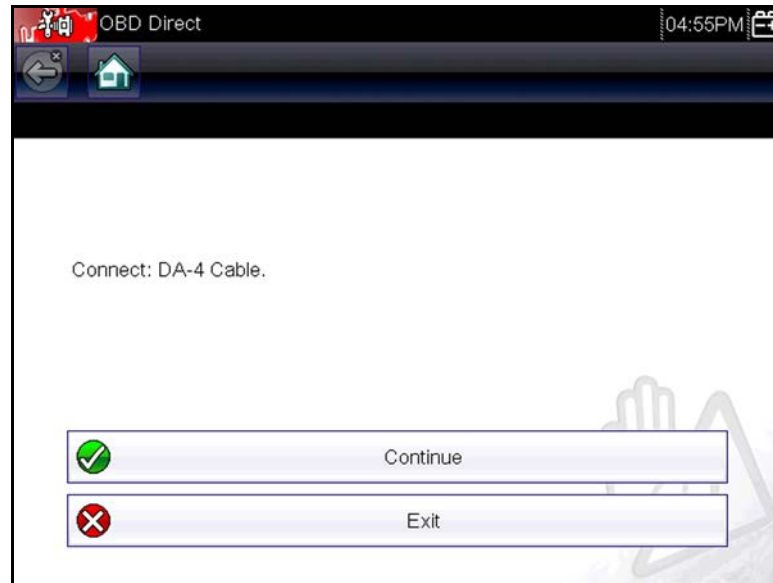 OBD Direct
04:55PM
Connect: DA-4 Cable.
Continue
Exit